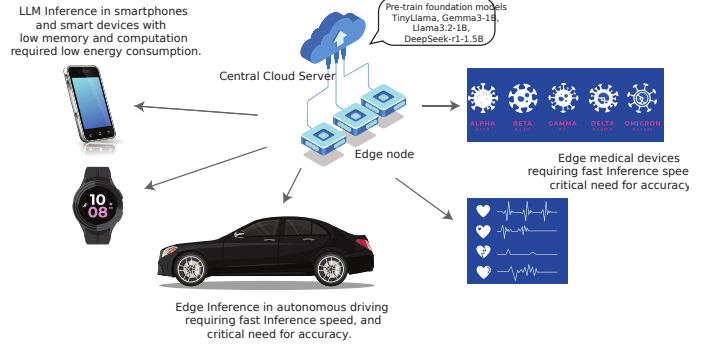 LLM Inference in smartphones
and smart devices with
low memory and computation
required low energy consumption.
Pre-train foundation models
TinyLlama, Gemma3-1B,
Llama3.2-1B,
DeepSeek-r1-1.5B
Central Cloud Server
Edge node
ALPHA BETA GAMMA DELTA OMICRON
Edge medical devices
requiring fast Inference spee
critical need for accuracy
10
08
Edge Inference in autonomous driving
requiring fast Inference speed, and
critical need for accuracy.